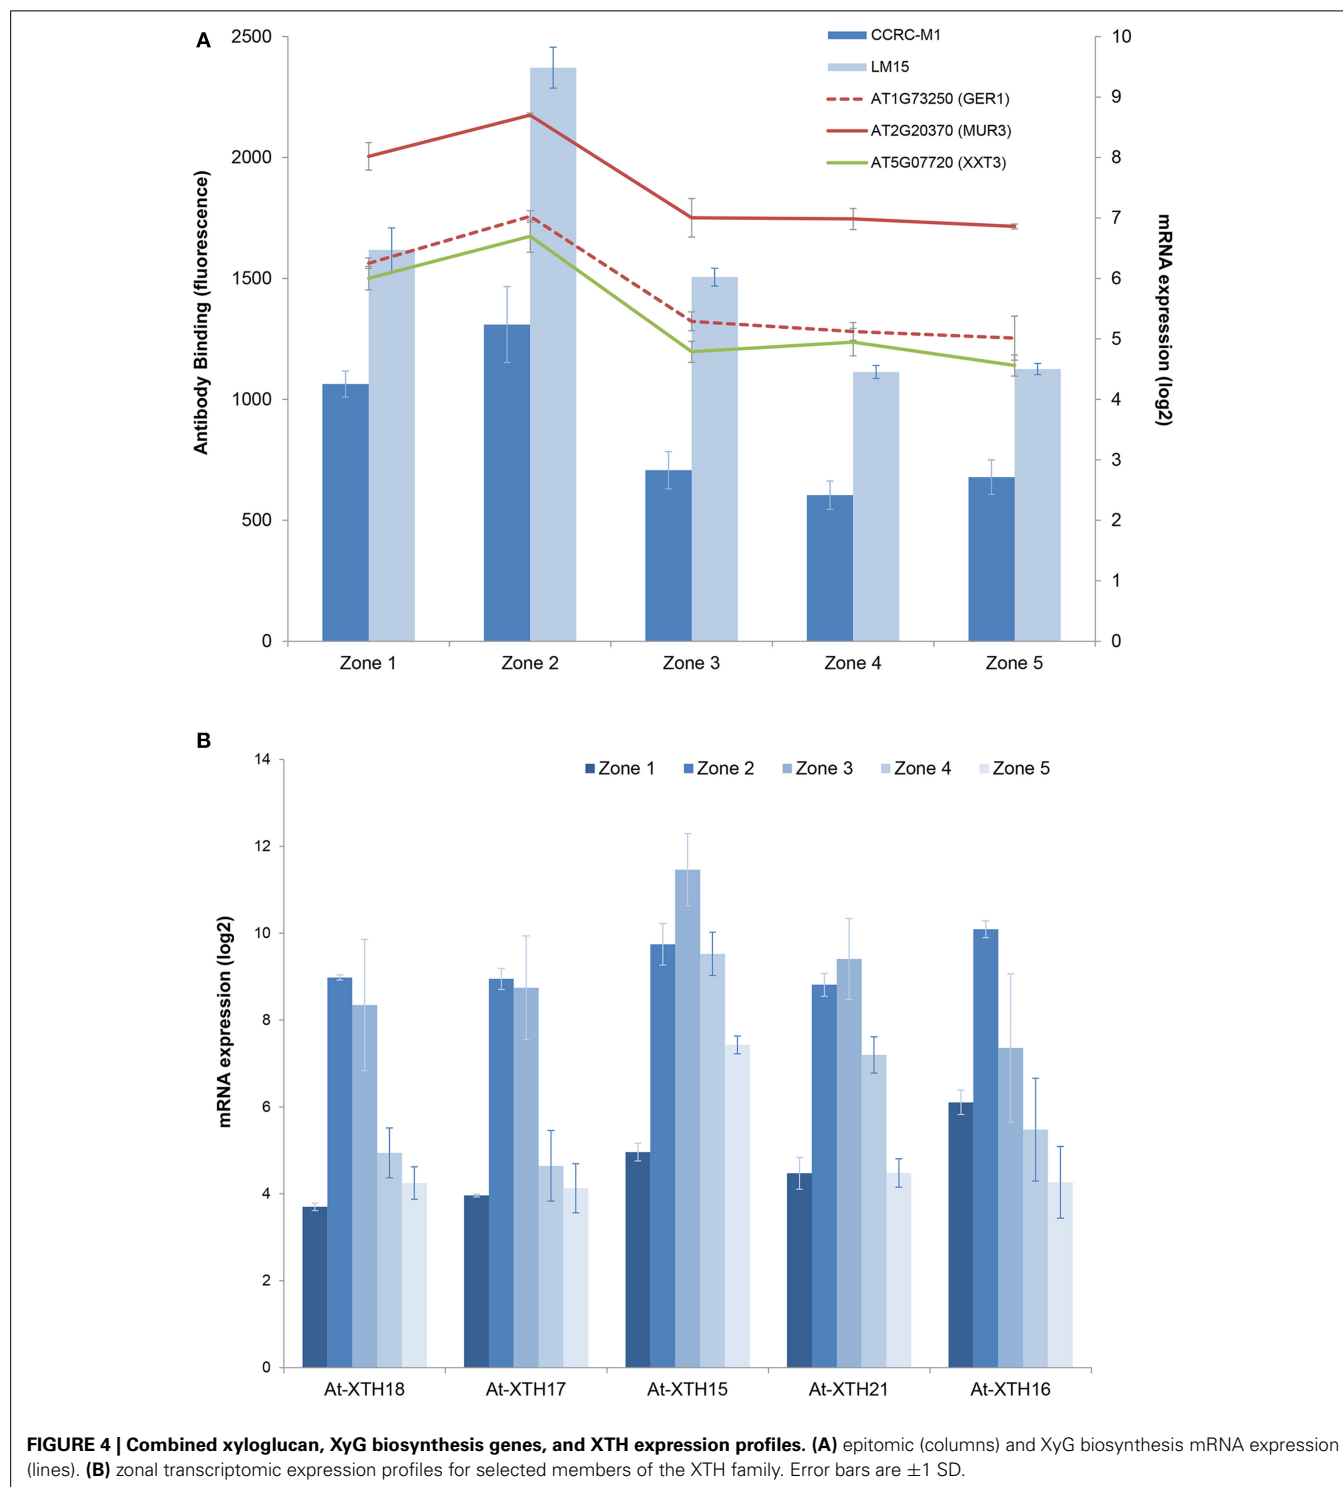 A
2500
2000
1500
1000
500
0
Antibody Binding (fluorescence)
CCRC-M1
LM15
AT1G73250 (GER1)
AT2G20370 (MUR3)
AT5G07720 (XXT3)
10
9
8
7
6
5
4
3
2
1
0
mRNA expression (log2)
Zone 1 Zone 2 Zone 3 Zone 4 Zone 5
B
14
12
10
8
6
4
2
0
mRNA expression (log2)
Zone 1 Zone 2 Zone 3 Zone 4 Zone 5
At-XTH18 At-XTH17 At-XTH15 At-XTH21 At-XTH16
FIGURE 4 | Combined xyloglucan, XyG biosynthesis genes, and XTH expression profiles. (A) epitomic (columns) and XyG biosynthesis mRNA expression
(lines). (B) zonal transcriptomic expression profiles for selected members of the XTH family. Error bars are ±1 SD.